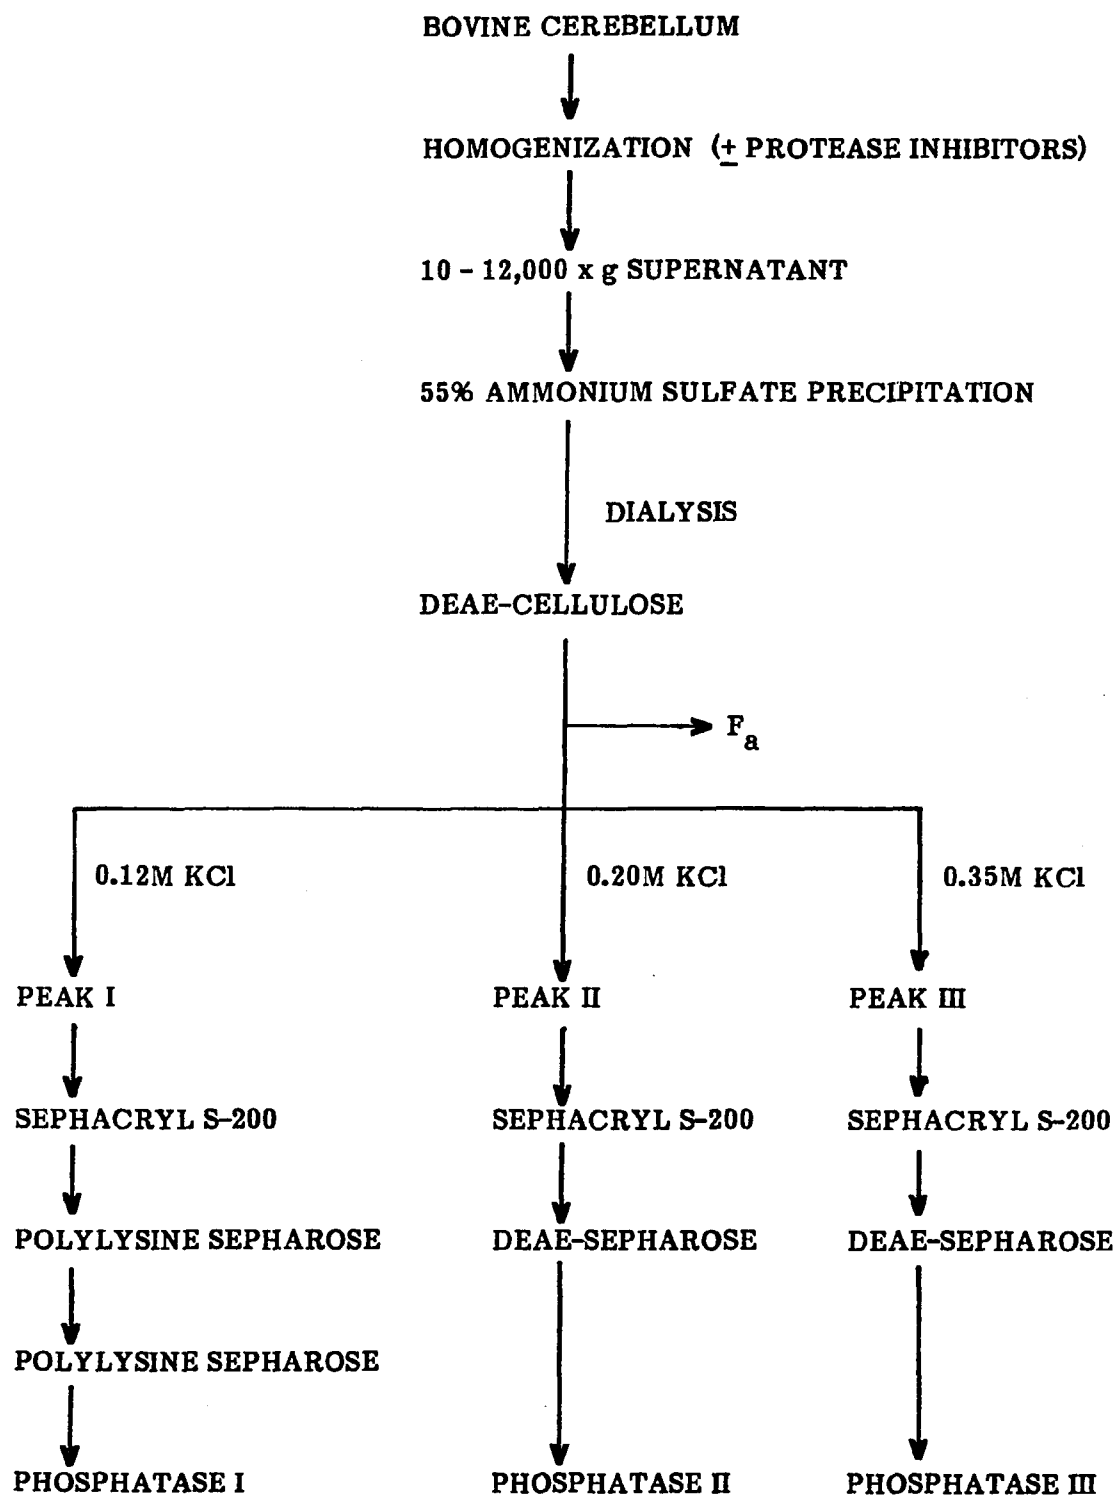 BOVINE CEREBELLUM
HOMOGENIZATION (± PROTEASE INHIBITORS)
10 - 12,000 x g SUPERNATANT
55% AMMONIUM SULFATE PRECIPITATION
DIALYSIS
DEAE-CELLULOSE
Fa
0.12M KCl
0.20M KCl
0.35M KCl
PEAK I
PEAK II
PEAK III
SEPHACRYL S-200
SEPHACRYL S-200
SEPHACRYL S-200
POLYLYSINE SEPHAROSE
DEAE-SEPHAROSE
DEAE-SEPHAROSE
POLYLYSINE SEPHAROSE
PHOSPHATASE I
PHOSPHATASE II
PHOSPHATASE III